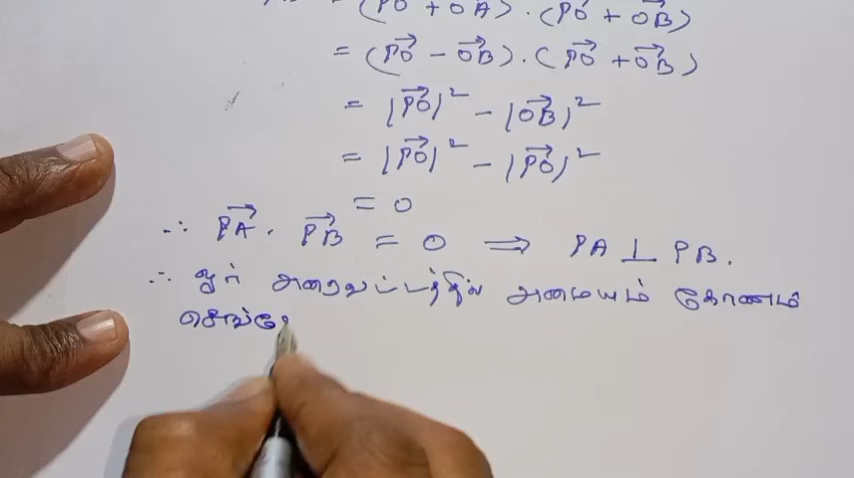 = (PO⃗ + OA⃗) . (PO⃗ + OB⃗)
= (PO⃗ - OB⃗) . (PO⃗ + OB⃗)
= |PO⃗|² - |OB⃗|²
= |PO⃗|² - |PO⃗|²
= 0
∴ PA⃗ . PB⃗ = 0 ⇒ PA ⊥ PB.
∴ ஓர் அரைவட்டத்தில் அமையும் கோணம்
செங்கே